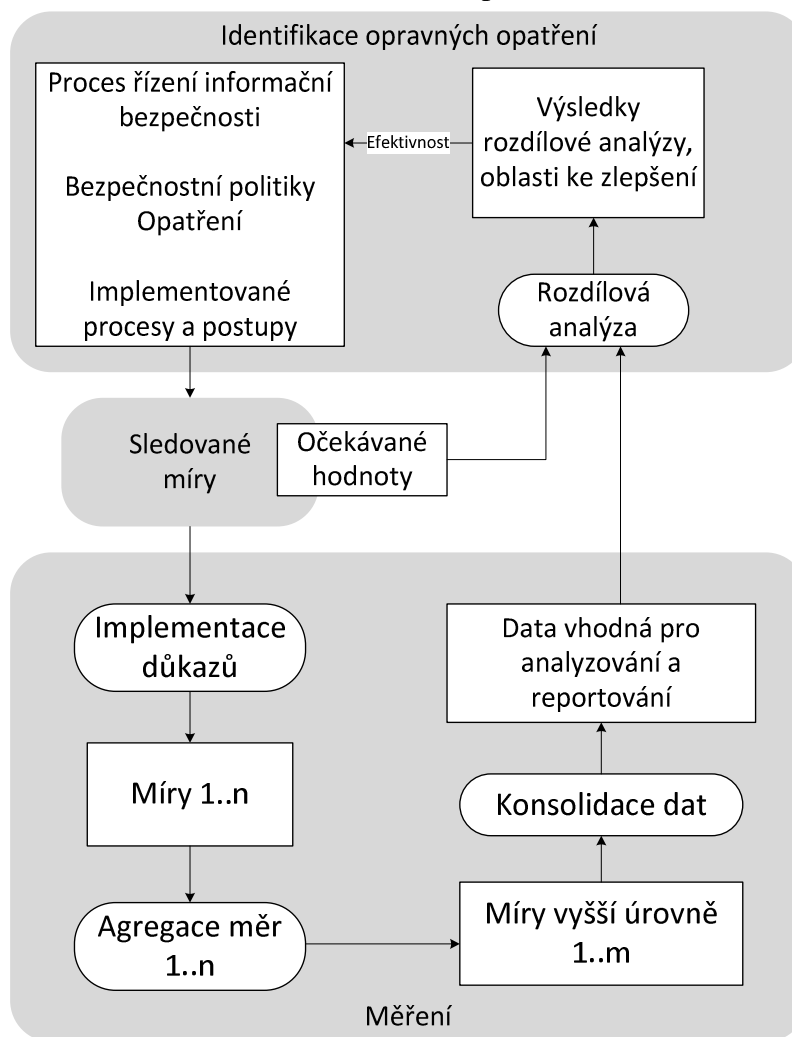 Identifikace opravných opatření
Proces řízení informační
bezpečnosti
Bezpečnostní politiky
Opatření
Implementované
procesy a postupy
Efektivnost
Výsledky
rozdílové analýzy,
oblasti ke zlepšení
Rozdílová
analýza
Sledované
míry
Očekávané
hodnoty
Implementace
důkazů
Míry 1..n
Agregace měr
1..n
Data vhodná pro
analyzování a
reportování
Konsolidace dat
Míry vyšší úrovně
1..m
Měření